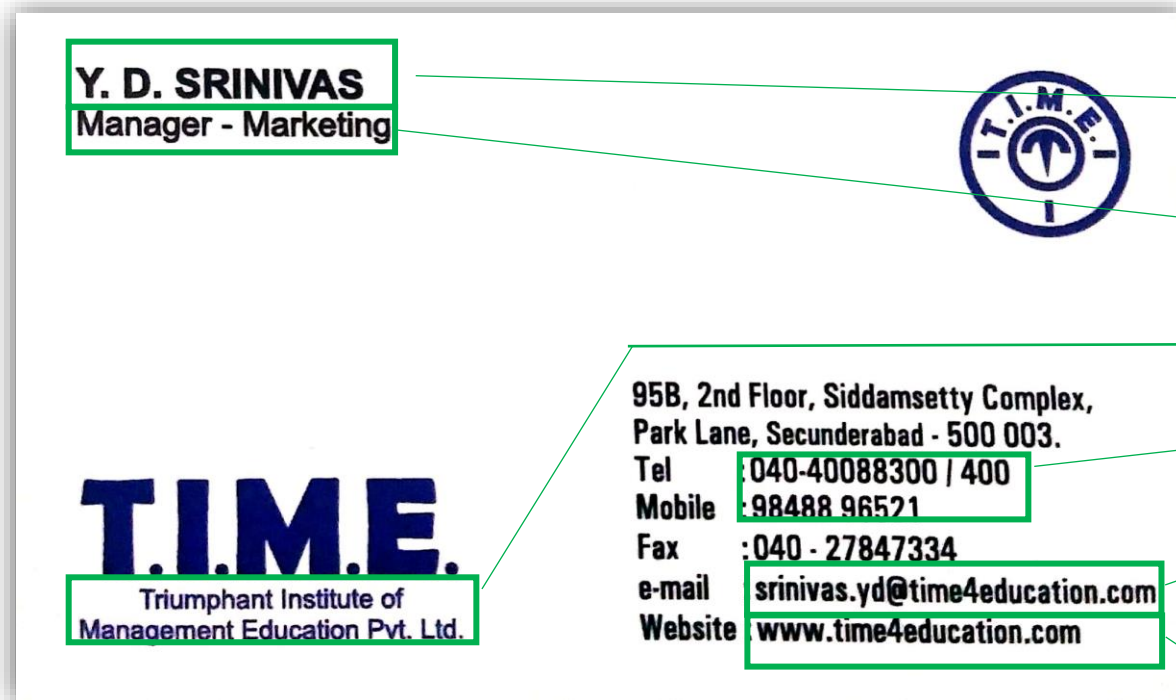 Y. D. SRINIVAS
Manager - Marketing
T.I.M.E.
T.I.M.E.
Triumphant Institute of
Management Education Pvt. Ltd.
95B, 2nd Floor, Siddamsetty Complex,
Park Lane, Secunderabad - 500 003.
Tel : 040-40088300 / 400
Mobile : 98488 96521
Fax : 040 - 27847334
e-mail : srinivas.yd@time4education.com
Website : www.time4education.com